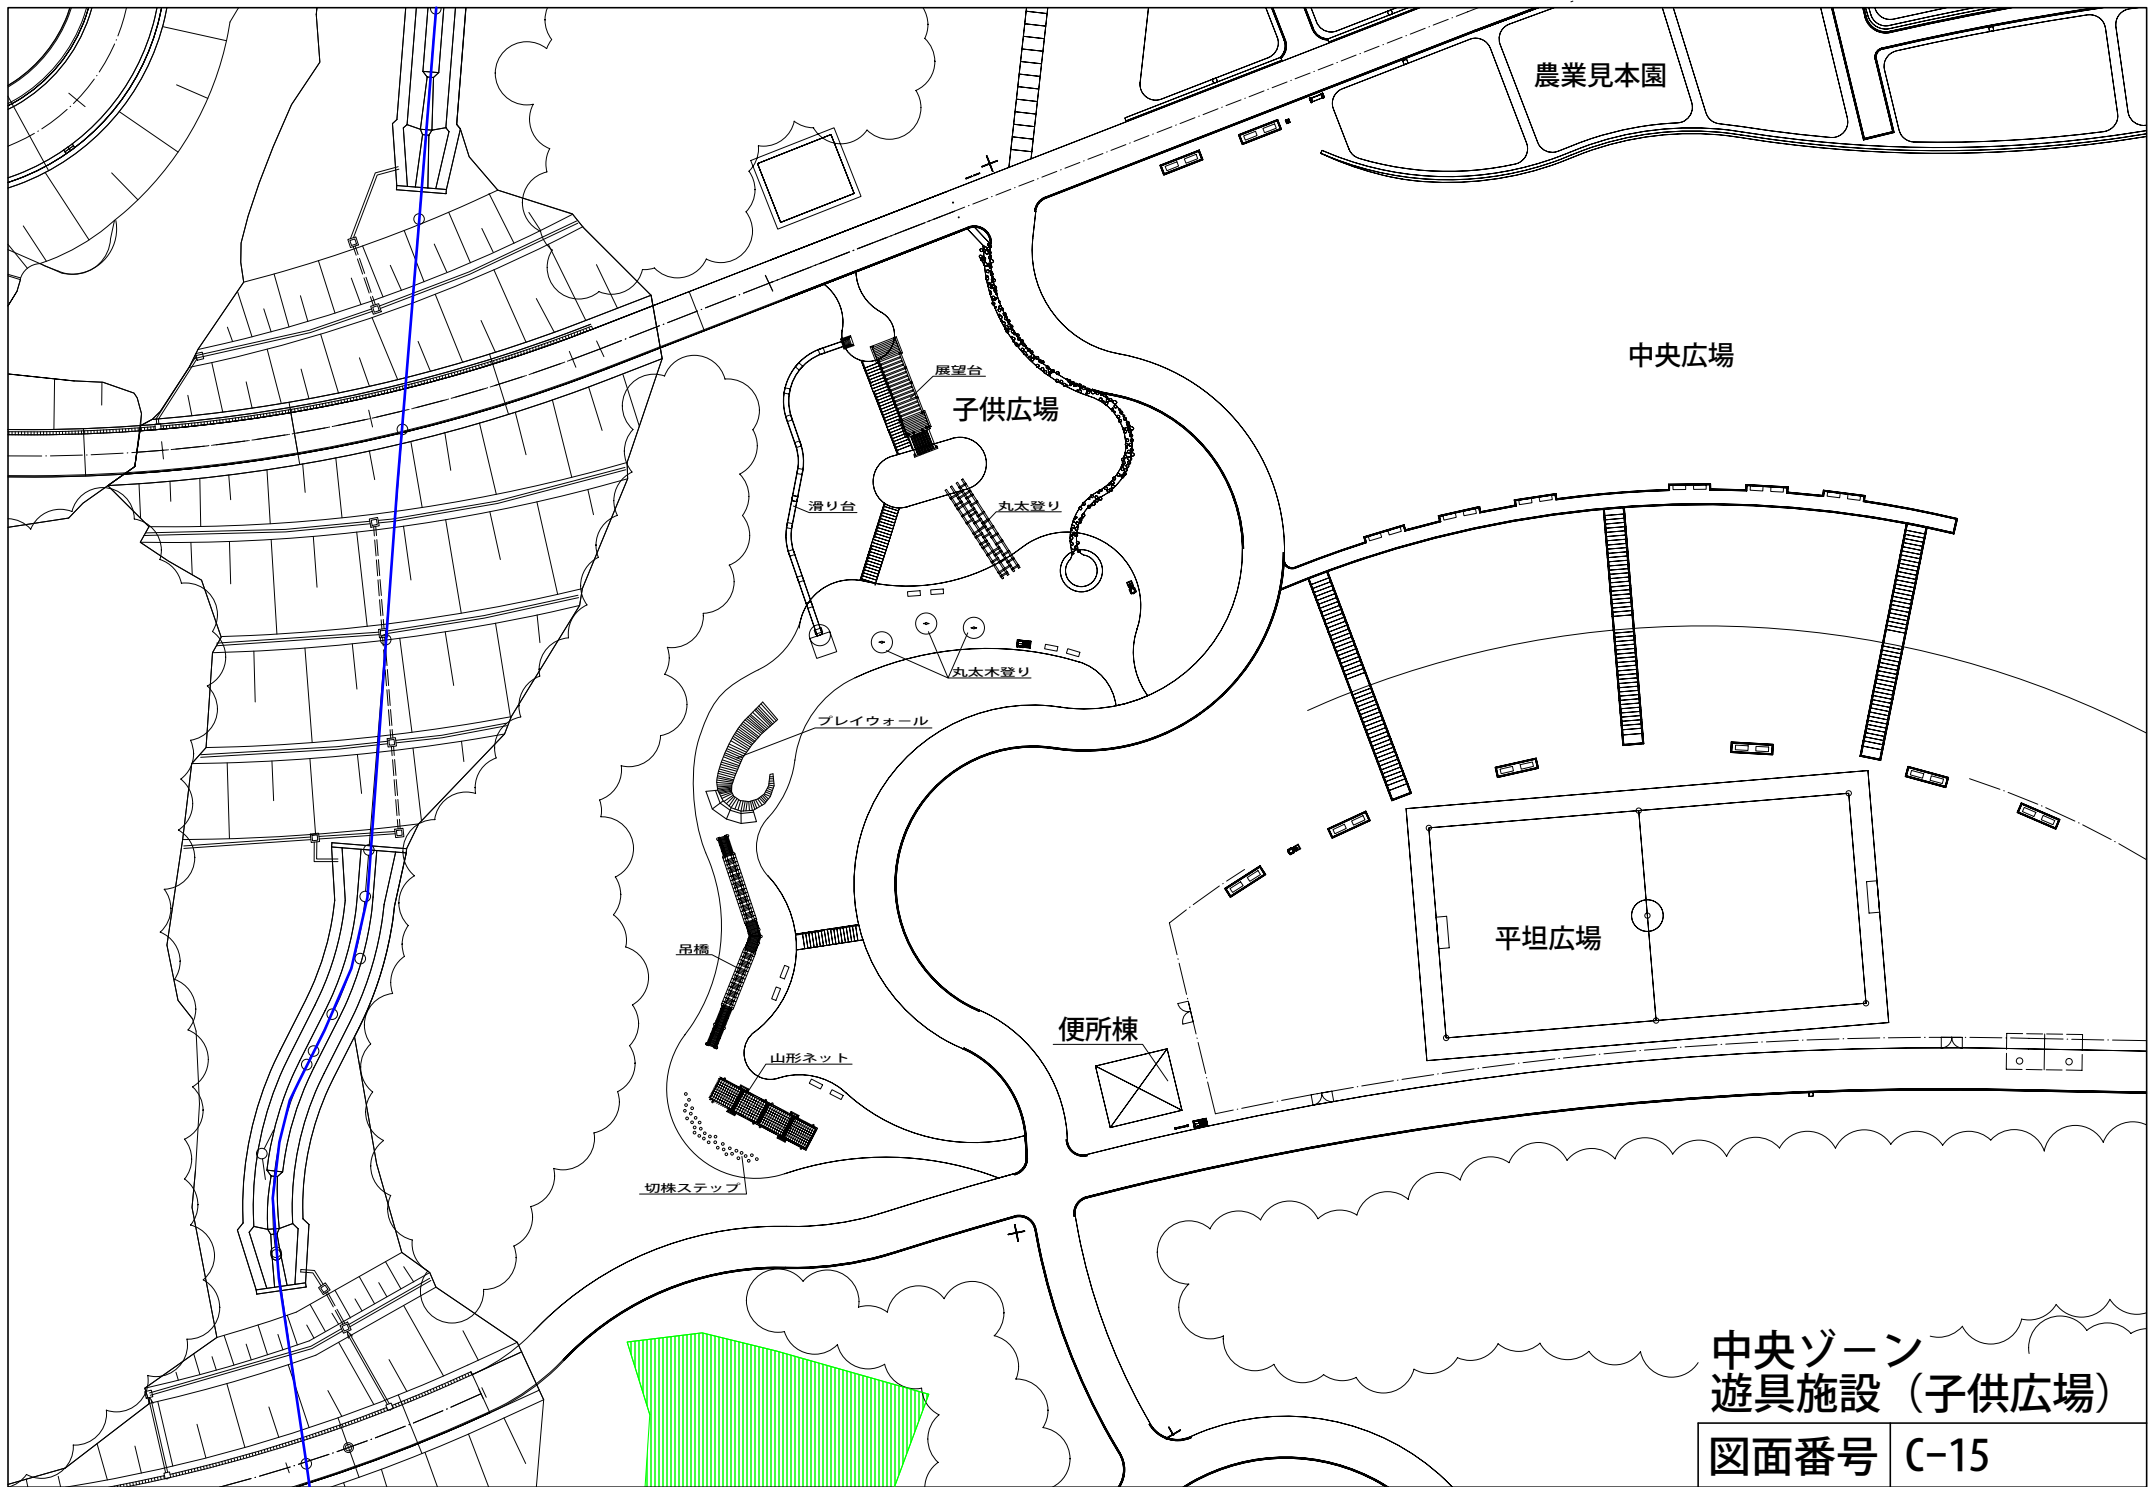 農業見本園
中央広場
展望台
子供広場
滑り台
丸太登り
丸太木登り
プレイウォール
吊橋
平坦広場
便所棟
山形ネット
切株ステップ
中央ゾーン
遊具施設（子供広場）
図面番号 C-15